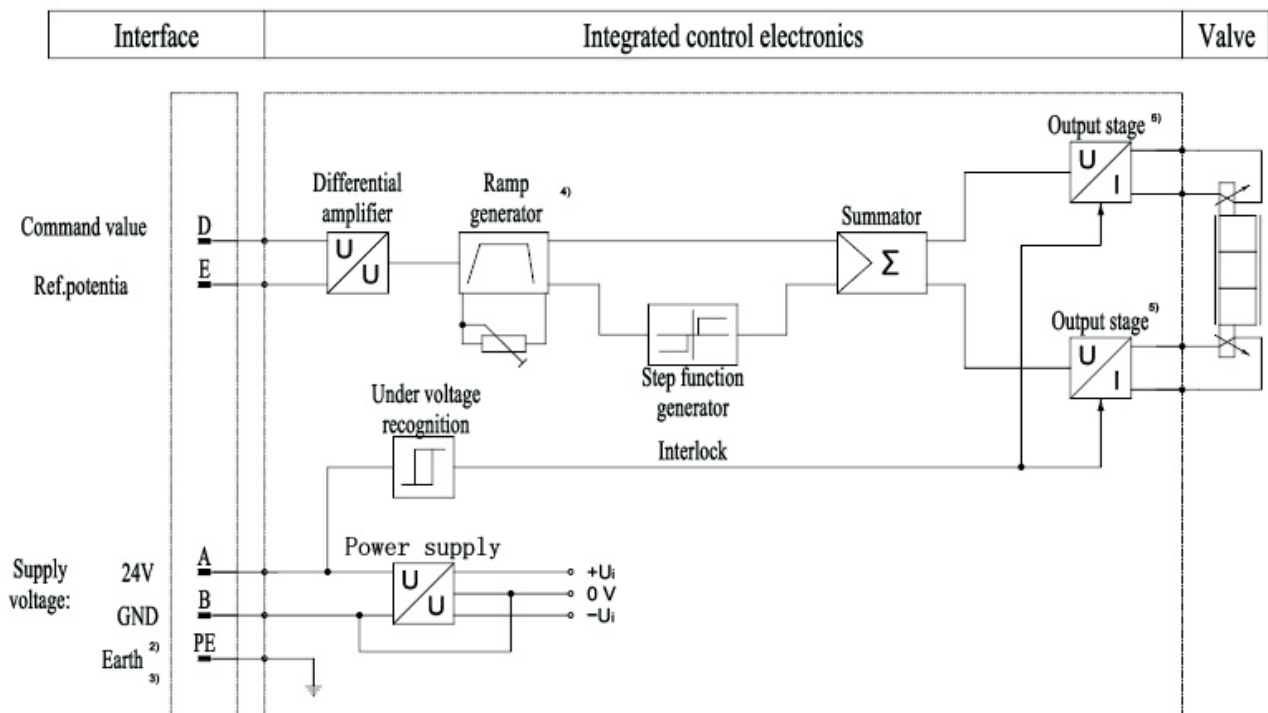 Interface
Integrated control electronics
Valve
Output stage 5)
U
I
Differential
amplifier
Ramp
generator 4)
Summator
Command value
D
U
U
Σ
Ref.potentia
E
Output stage 5)
U
I
Step function
generator
Under voltage
recognition
Interlock
Power supply
Supply
voltage:
24V
A
U
U
+Ui
0 V
−Ui
GND
B
Earth 2)
3)
PE